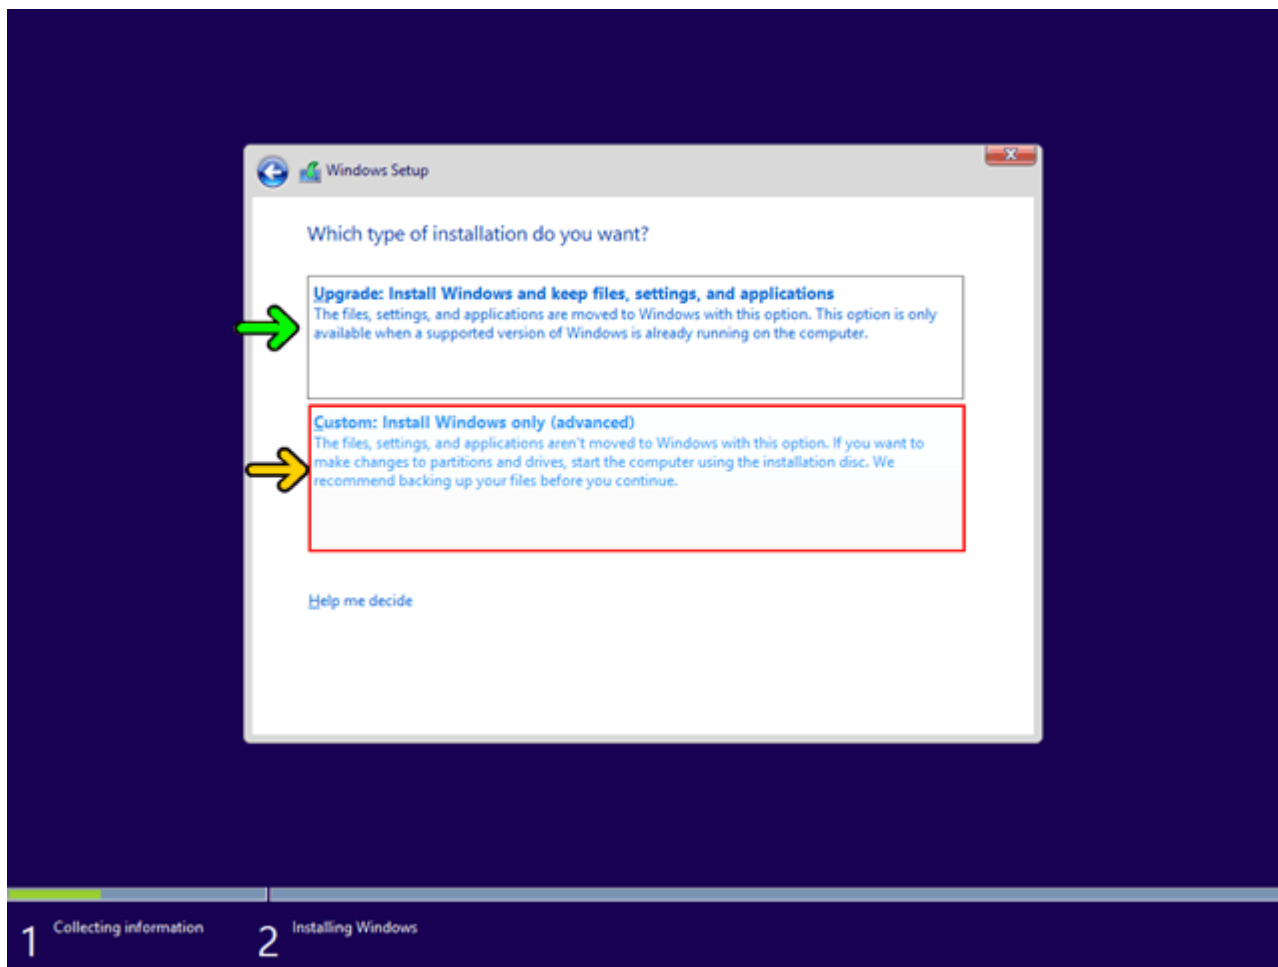 Windows Setup
x
Which type of installation do you want?
Upgrade: Install Windows and keep files, settings, and applications
The files, settings, and applications are moved to Windows with this option. This option is only
available when a supported version of Windows is already running on the computer.
Custom: Install Windows only (advanced)
The files, settings, and applications aren't moved to Windows with this option. If you want to
make changes to partitions and drives, start the computer using the installation disc. We
recommend backing up your files before you continue.
Help me decide
1 Collecting information
2 Installing Windows